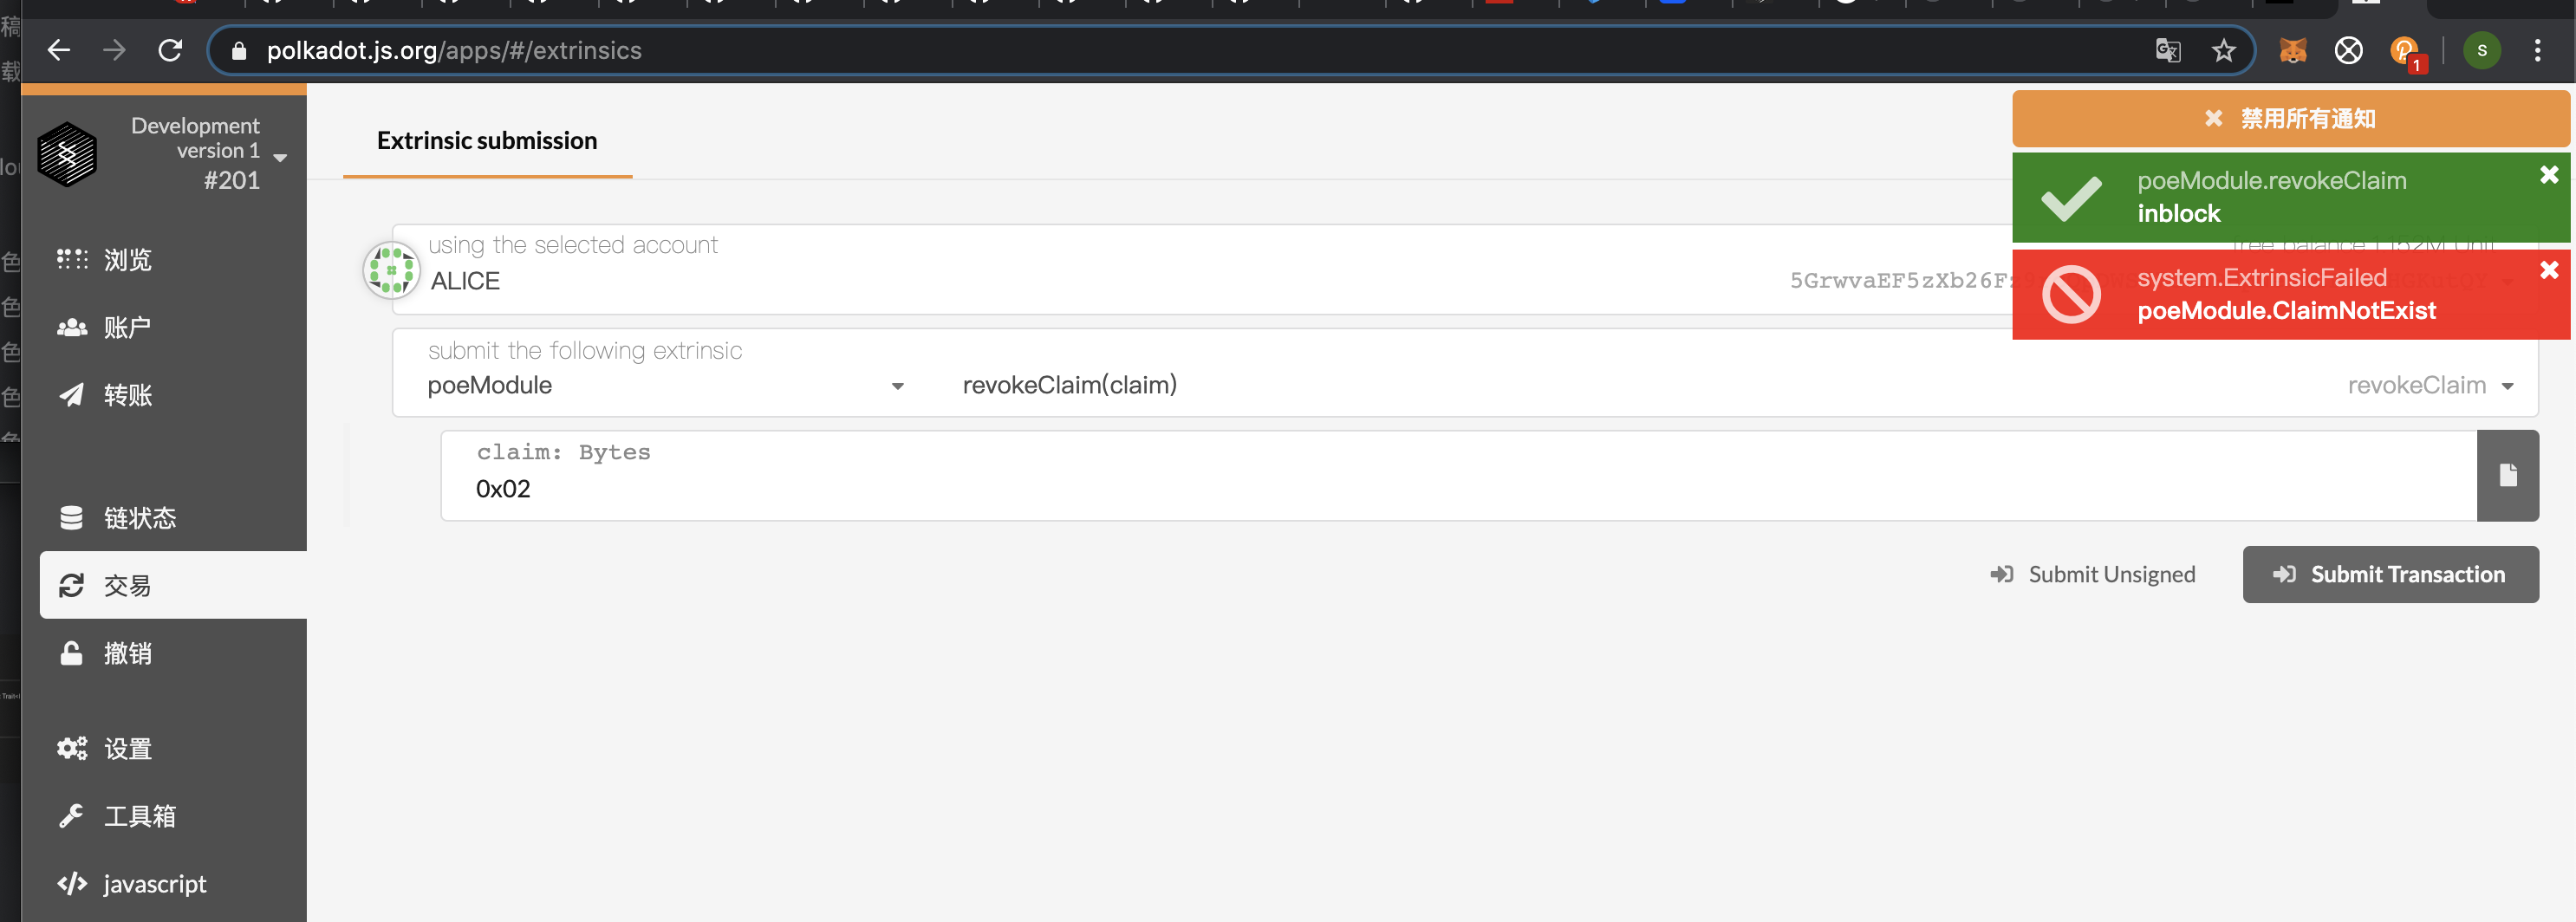 polkadot.js.org/apps/#/extrinsics
1
s
Development
version 1
#201
Extrinsic submission
禁用所有通知
poeModule.revokeClaim
inblock
system.ExtrinsicFailed
poeModule.ClaimNotExist
浏览
账户
转账
链状态
交易
撤销
设置
工具箱
javascript
using the selected account
ALICE
5GrwvaEF5zXb26Fz
submit the following extrinsic
poeModule
revokeClaim(claim)
revokeClaim
claim: Bytes
0x02
Submit Unsigned
Submit Transaction